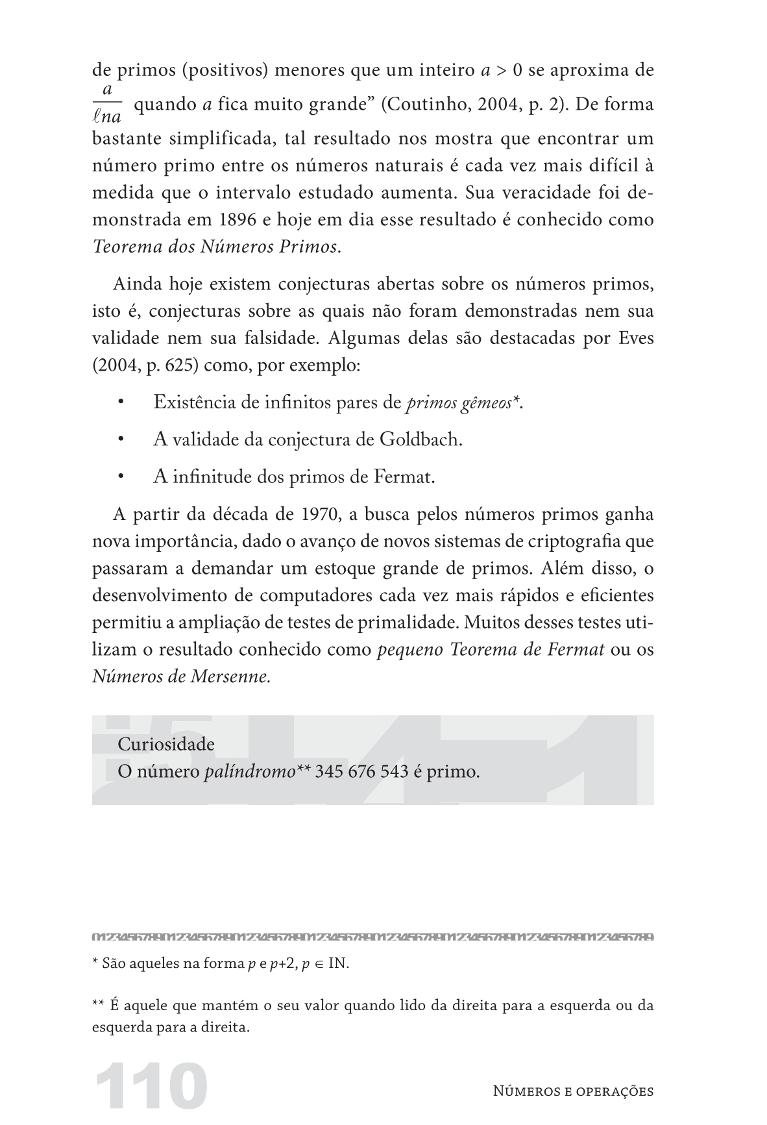 de primos (positivos) menores que um inteiro a > 0 se aproxima de
a
ℓna
quando a fica muito grande” (Coutinho, 2004, p. 2). De forma
bastante simplificada, tal resultado nos mostra que encontrar um
número primo entre os números naturais é cada vez mais difícil à
medida que o intervalo estudado aumenta. Sua veracidade foi de-
monstrada em 1896 e hoje em dia esse resultado é conhecido como
Teorema dos Números Primos.
Ainda hoje existem conjecturas abertas sobre os números primos,
isto é, conjecturas sobre as quais não foram demonstradas nem sua
validade nem sua falsidade. Algumas delas são destacadas por Eves
(2004, p. 625) como, por exemplo:
• Existência de infinitos pares de primos gêmeos*.
• A validade da conjectura de Goldbach.
• A infinitude dos primos de Fermat.
A partir da década de 1970, a busca pelos números primos ganha
nova importância, dado o avanço de novos sistemas de criptografia que
passaram a demandar um estoque grande de primos. Além disso, o
desenvolvimento de computadores cada vez mais rápidos e eficientes
permitiu a ampliação de testes de primalidade. Muitos desses testes uti-
lizam o resultado conhecido como pequeno Teorema de Fermat ou os
Números de Mersenne.
Curiosidade
O número palíndromo** 345 676 543 é primo.
01234567890123456789012345678901234567890123456789012345678901234567890123456789
* São aqueles na forma p e p+2, p ∈ IN.
** É aquele que mantém o seu valor quando lido da direita para a esquerda ou da
esquerda para a direita.
110
Números e operações